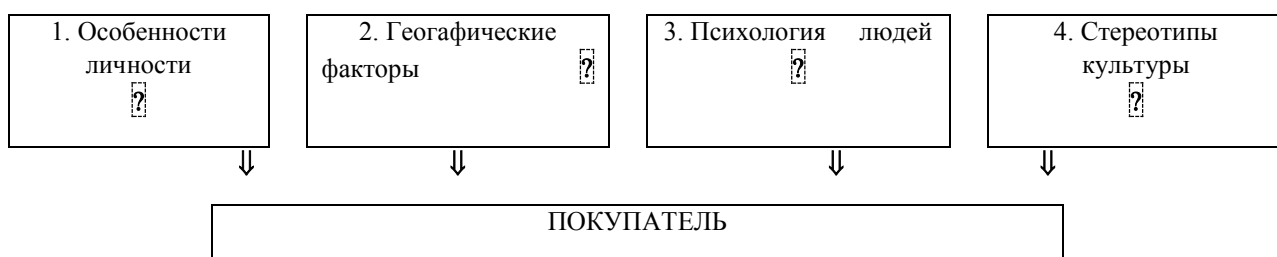 1. Особенности
личности
?
2. Геогафические
факторы ?
3. Психология людей
?
4. Стереотипы
культуры
?
⇓ ⇓ ⇓ ⇓
ПОКУПАТЕЛЬ